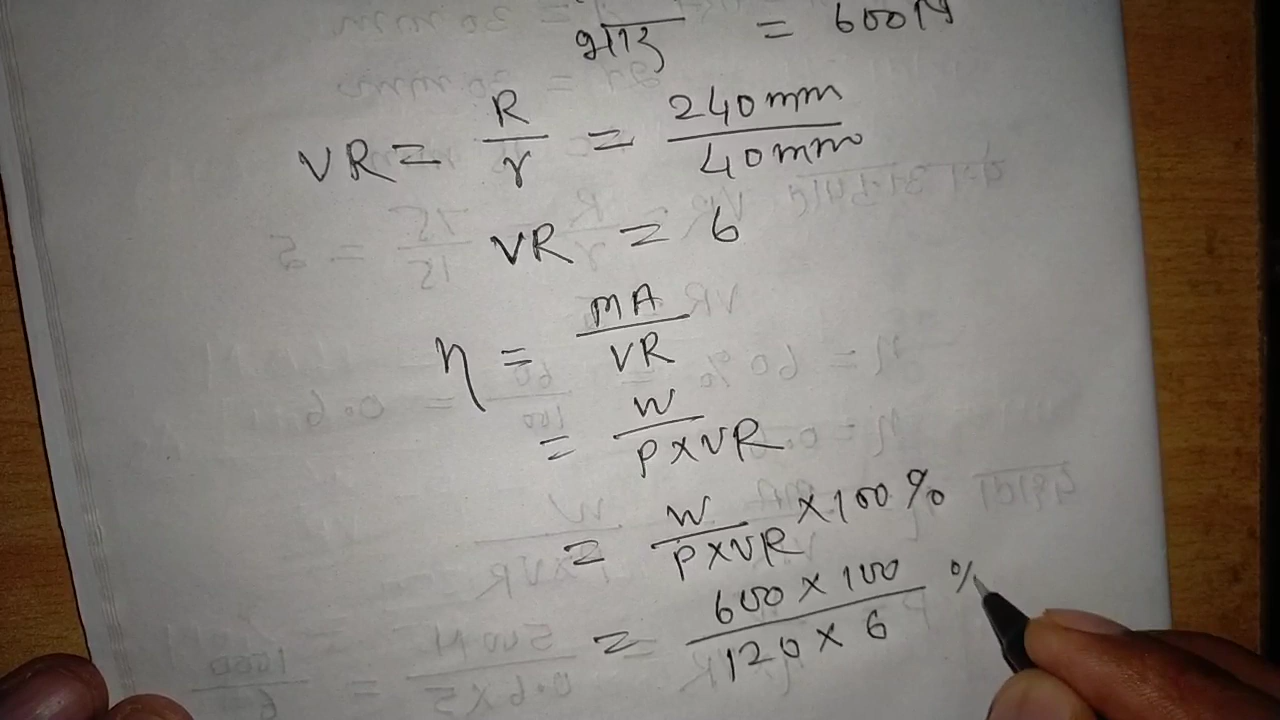 भार = 600N
VR = R/r = 240mm/40mm
VR = 6
η = MA/VR
= W/P×VR
= W/P×VR ×100%
= 600×100/120×6 %